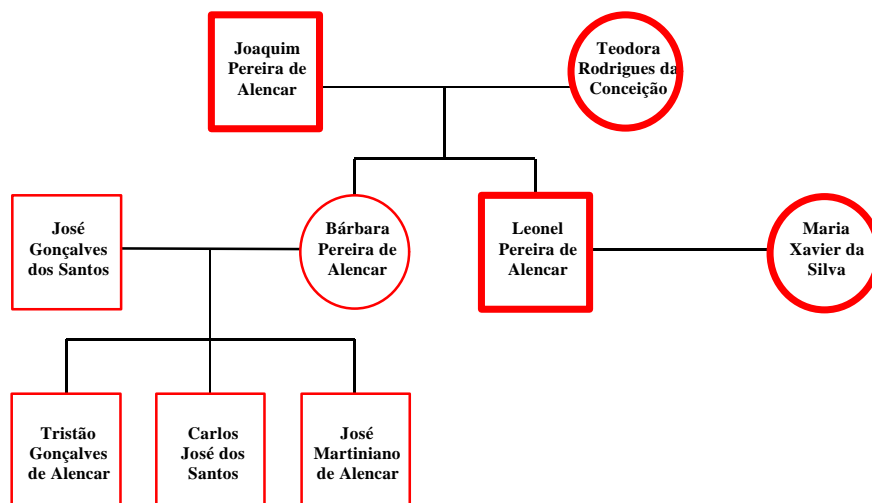 Joaquim
Pereira de
Alencar
Teodora
Rodrigues da
Conceição
José
Gonçalves
dos Santos
Bárbara
Pereira de
Alencar
Leonel
Pereira de
Alencar
Maria
Xavier da
Silva
Tristão
Gonçalves
de Alencar
Carlos
José dos
Santos
José
Martiniano
de Alencar